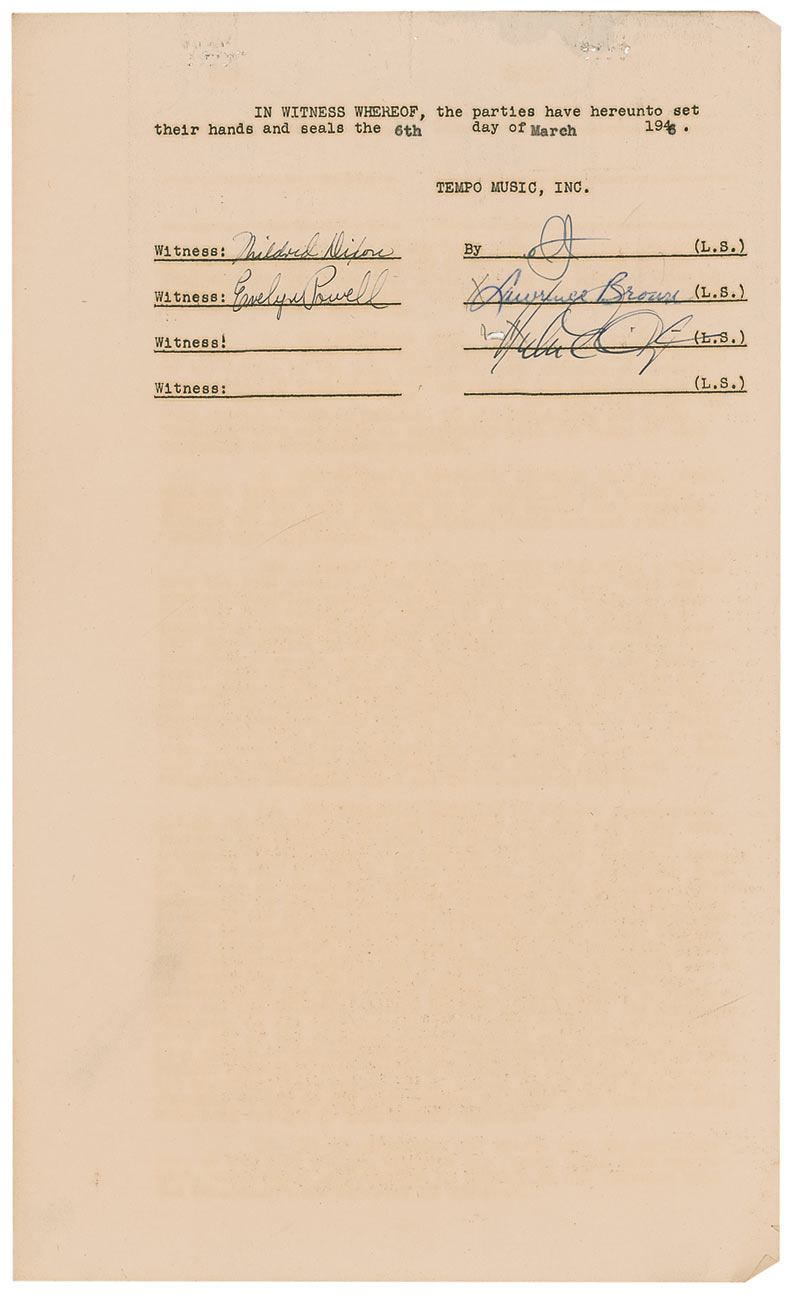 IN WITNESS WHEREOF, the parties have hereunto set
their hands and seals the 6th day of March 1946.
TEMPO MUSIC, INC.
Witness: Mildred Dixon By (L.S.)
Witness: Evelyn Powell X Lawrence Brown (L.S.)
Witness: (L.S.)
Witness: (L.S.)